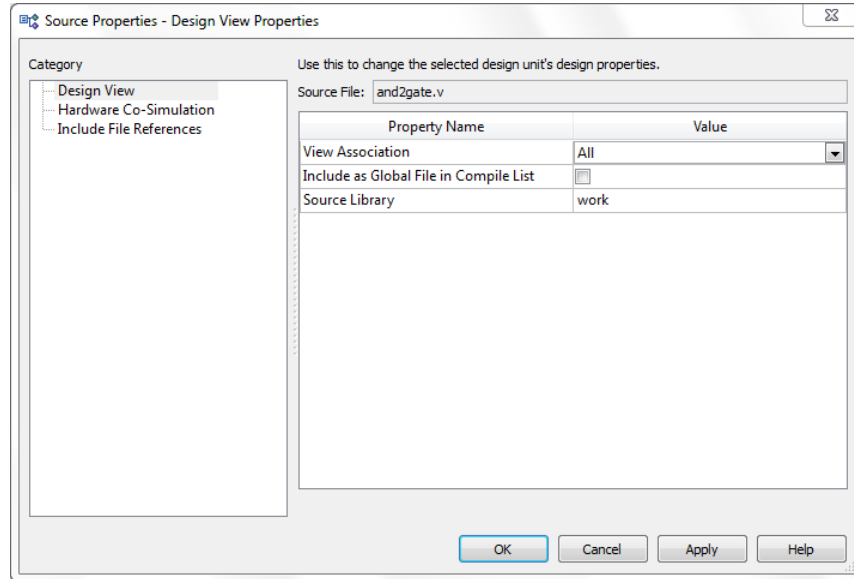 Source Properties - Design View Properties
Category
Design View
Hardware Co-Simulation
Include File References
Use this to change the selected design unit's design properties.
Source File: and2gate.v
Property Name Value
View Association All
Include as Global File in Compile List
Source Library work
OK Cancel Apply Help